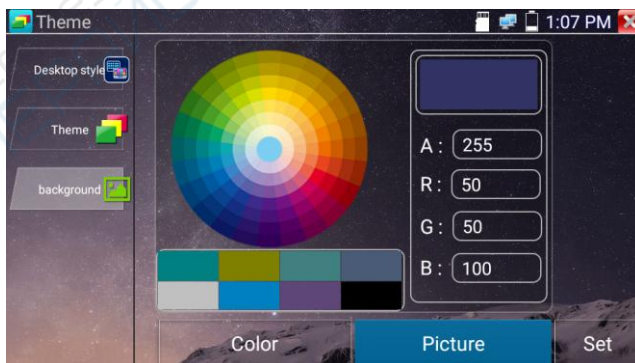 Theme
1:07 PM
Desktop style
Theme
background
A : 255
R : 50
G : 50
B : 100
Color
Picture
Set